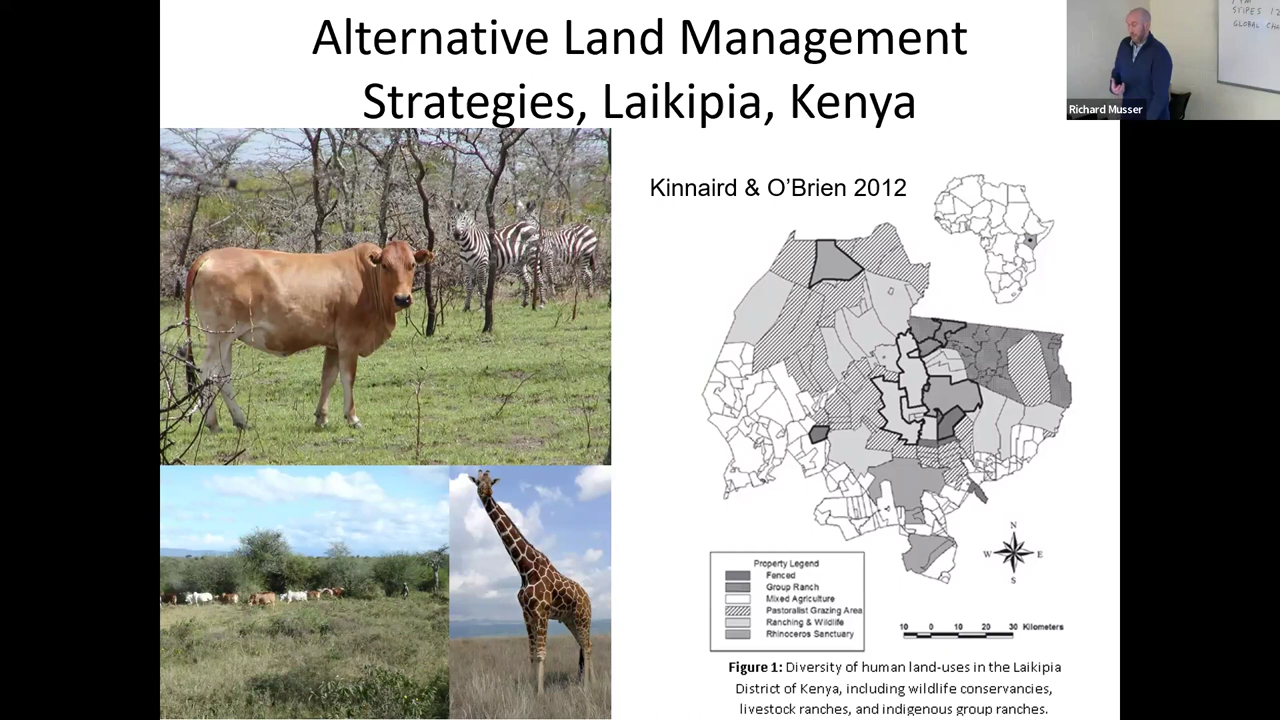 Alternative Land Management
Strategies, Laikipia, Kenya
STIPES
GLOBAL
Richard Musser
Kinnaird & O'Brien 2012
N
W E
S
Property Legend
Fenced
Group Ranch
Mixed Agriculture
Pastoralist Grazing Area
Ranching & Wildlife
Rhinoceros Sanctuary
10 0 10 20 30 Kilometers
Figure 1: Diversity of human land-uses in the Laikipia
District of Kenya, including wildlife conservancies,
livestock ranches, and indigenous group ranches.